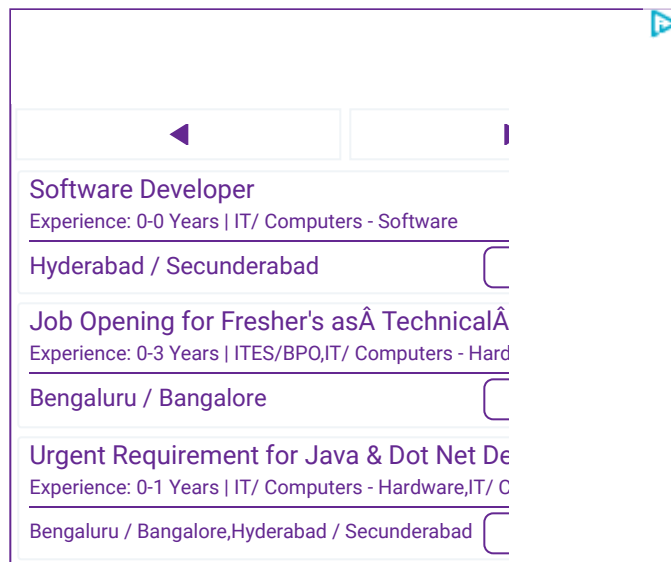 Software Developer
Experience: 0-0 Years | IT/ Computers - Software
Hyderabad / Secunderabad
Job Opening for Fresher's asÂ TechnicalÂ
Experience: 0-3 Years | ITES/BPO,IT/ Computers - Hard
Bengaluru / Bangalore
Urgent Requirement for Java & Dot Net De
Experience: 0-1 Years | IT/ Computers - Hardware,IT/ C
Bengaluru / Bangalore,Hyderabad / Secunderabad